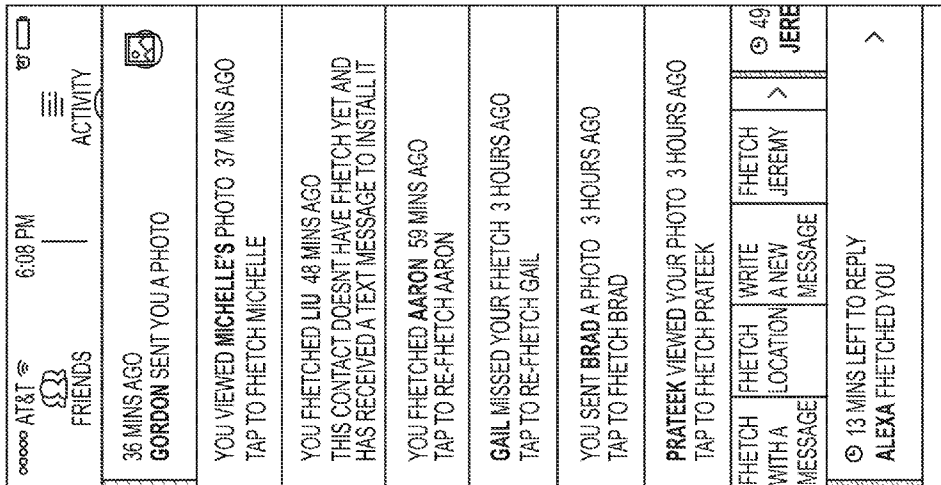 ooooo AT&T 6:08 PM
FRIENDS
ACTIVITY
36 MINS AGO
GORDON SENT YOU A PHOTO
YOU VIEWED MICHELLE'S PHOTO 37 MINS AGO
TAP TO FHETCH MICHELLE
YOU FHETCHED LIU 48 MINS AGO
THIS CONTACT DOESNT HAVE FHETCH YET AND
HAS RECEIVED A TEXT MESSAGE TO INSTALL IT
YOU FHETCHED AARON 59 MINS AGO
TAP TO RE-FHETCH AARON
GAIL MISSED YOUR FHETCH 3 HOURS AGO
TAP TO RE-FHETCH GAIL
YOU SENT BRAD A PHOTO 3 HOURS AGO
TAP TO FHETCH BRAD
PRATEEK VIEWED YOUR PHOTO 3 HOURS AGO
TAP TO FHETCH PRATEEK
FHETCH
WITH A
MESSAGE
FHETCH
LOCATION
WRITE
A NEW
MESSAGE
FHETCH
JEREMY
>
49
JERE
13 MINS LEFT TO REPLY
ALEXA FHETCHED YOU
>